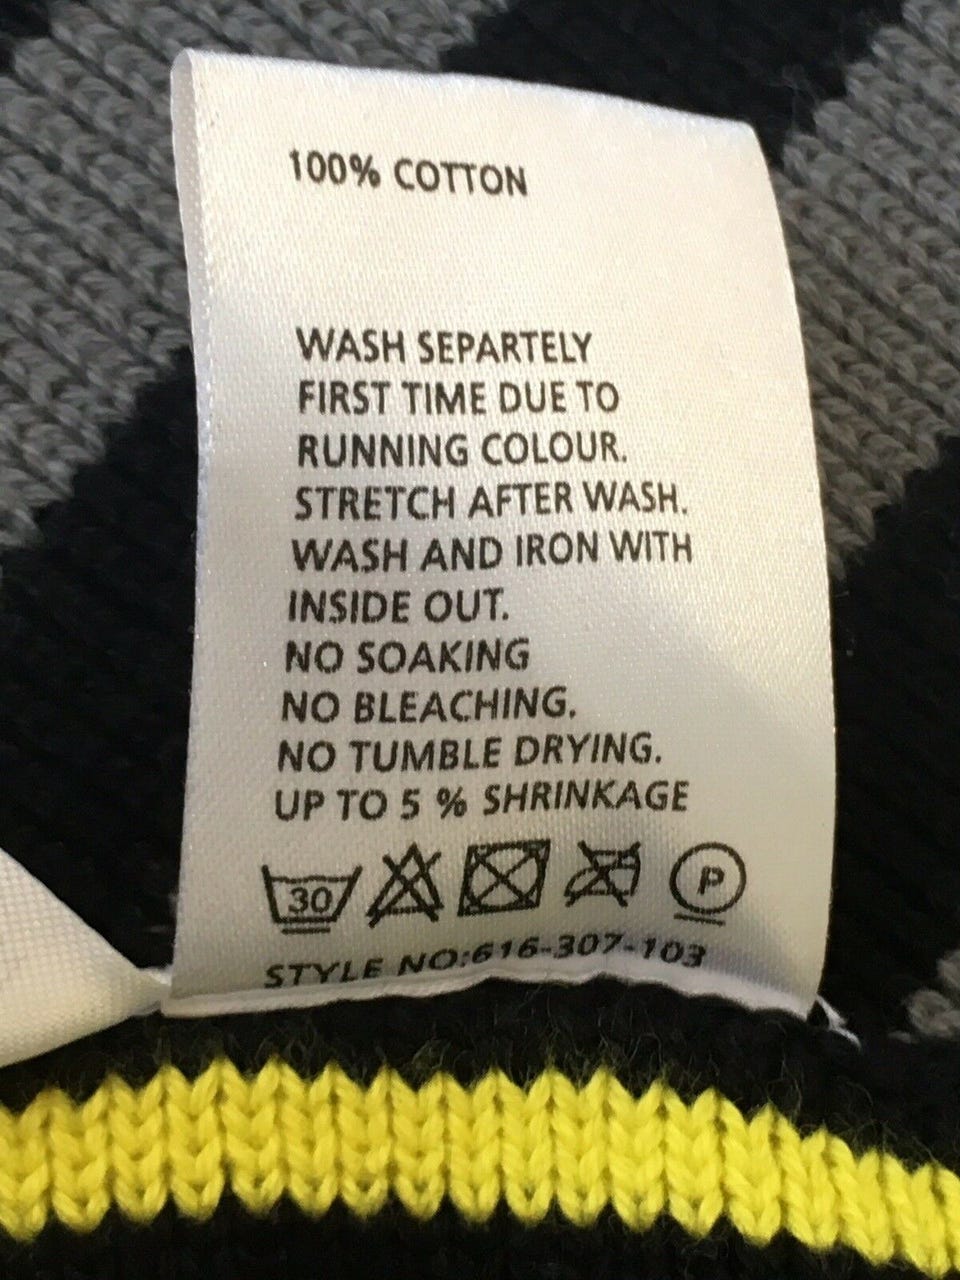 100% COTTON
WASH SEPARTELY
FIRST TIME DUE TO
RUNNING COLOUR.
STRETCH AFTER WASH.
WASH AND IRON WITH
INSIDE OUT.
NO SOAKING
NO BLEACHING.
NO TUMBLE DRYING.
UP TO 5 % SHRINKAGE
30 P
STYLE NO:616-307-103